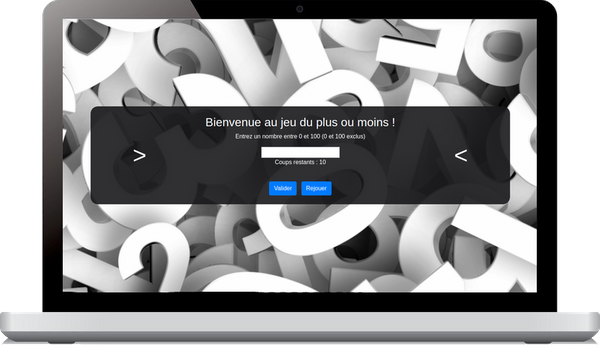 Bienvenue au jeu du plus ou moins !
Entrez un nombre entre 0 et 100 (0 et 100 exclus)
> <
Coups restants : 10
Valider Rejouer